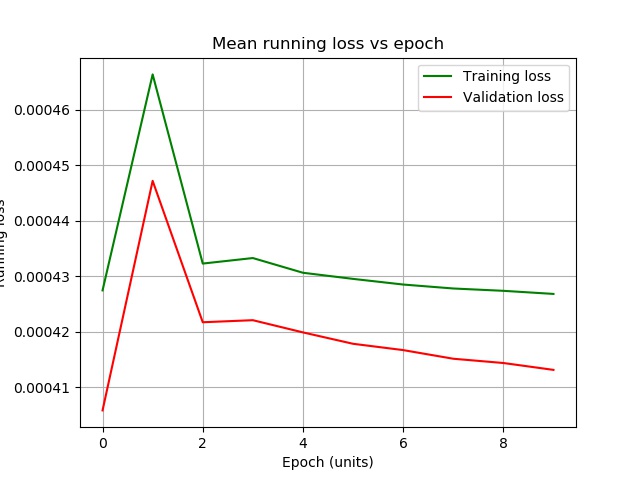 Mean running loss vs epoch
Training loss
Validation loss
0.00046
0.00045
0.00044
0.00043
0.00042
0.00041
loss
0
2
4
6
8
Epoch (units)